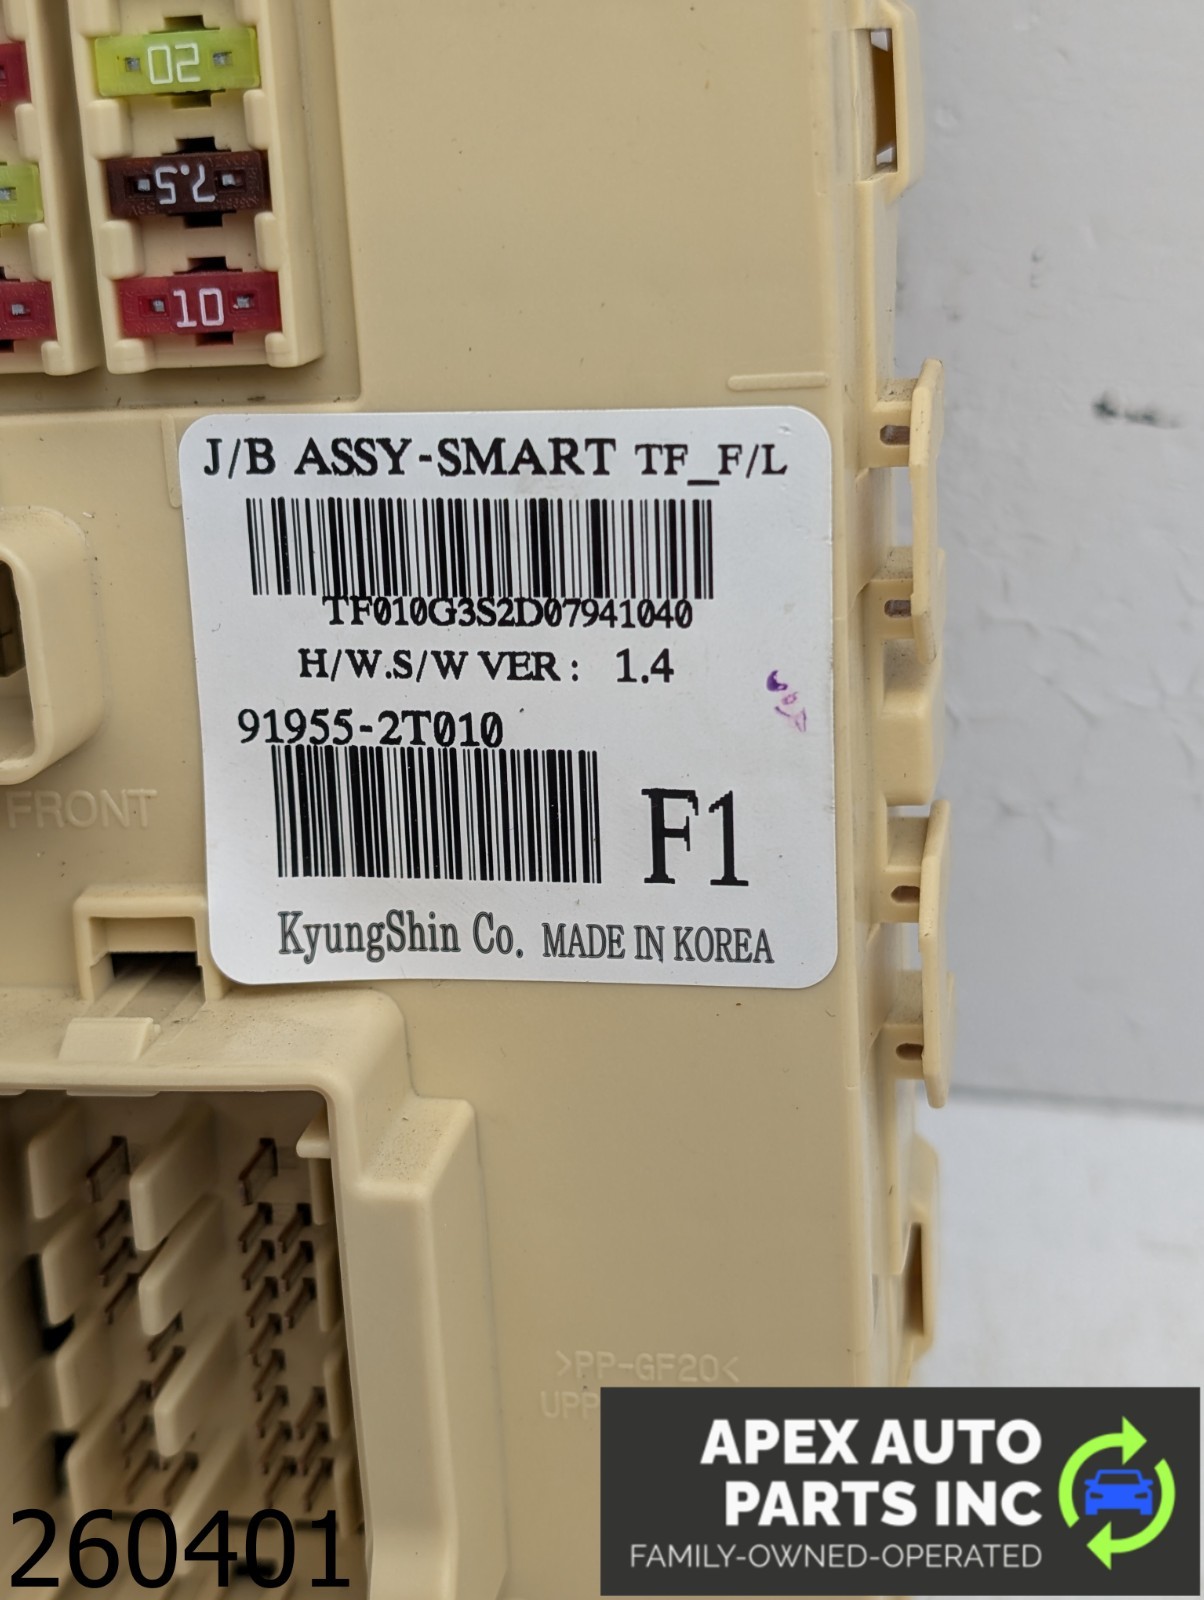 20
7.5
10
J/B ASSY-SMART TF_F/L
TF010G3S2D07941040
H/W.S/W VER : 1.4
91955-2T010
F1
KyungShin Co. MADE IN KOREA
FRONT
>PP-GF20<
APEX AUTO
PARTS INC
FAMILY-OWNED-OPERATED
260401